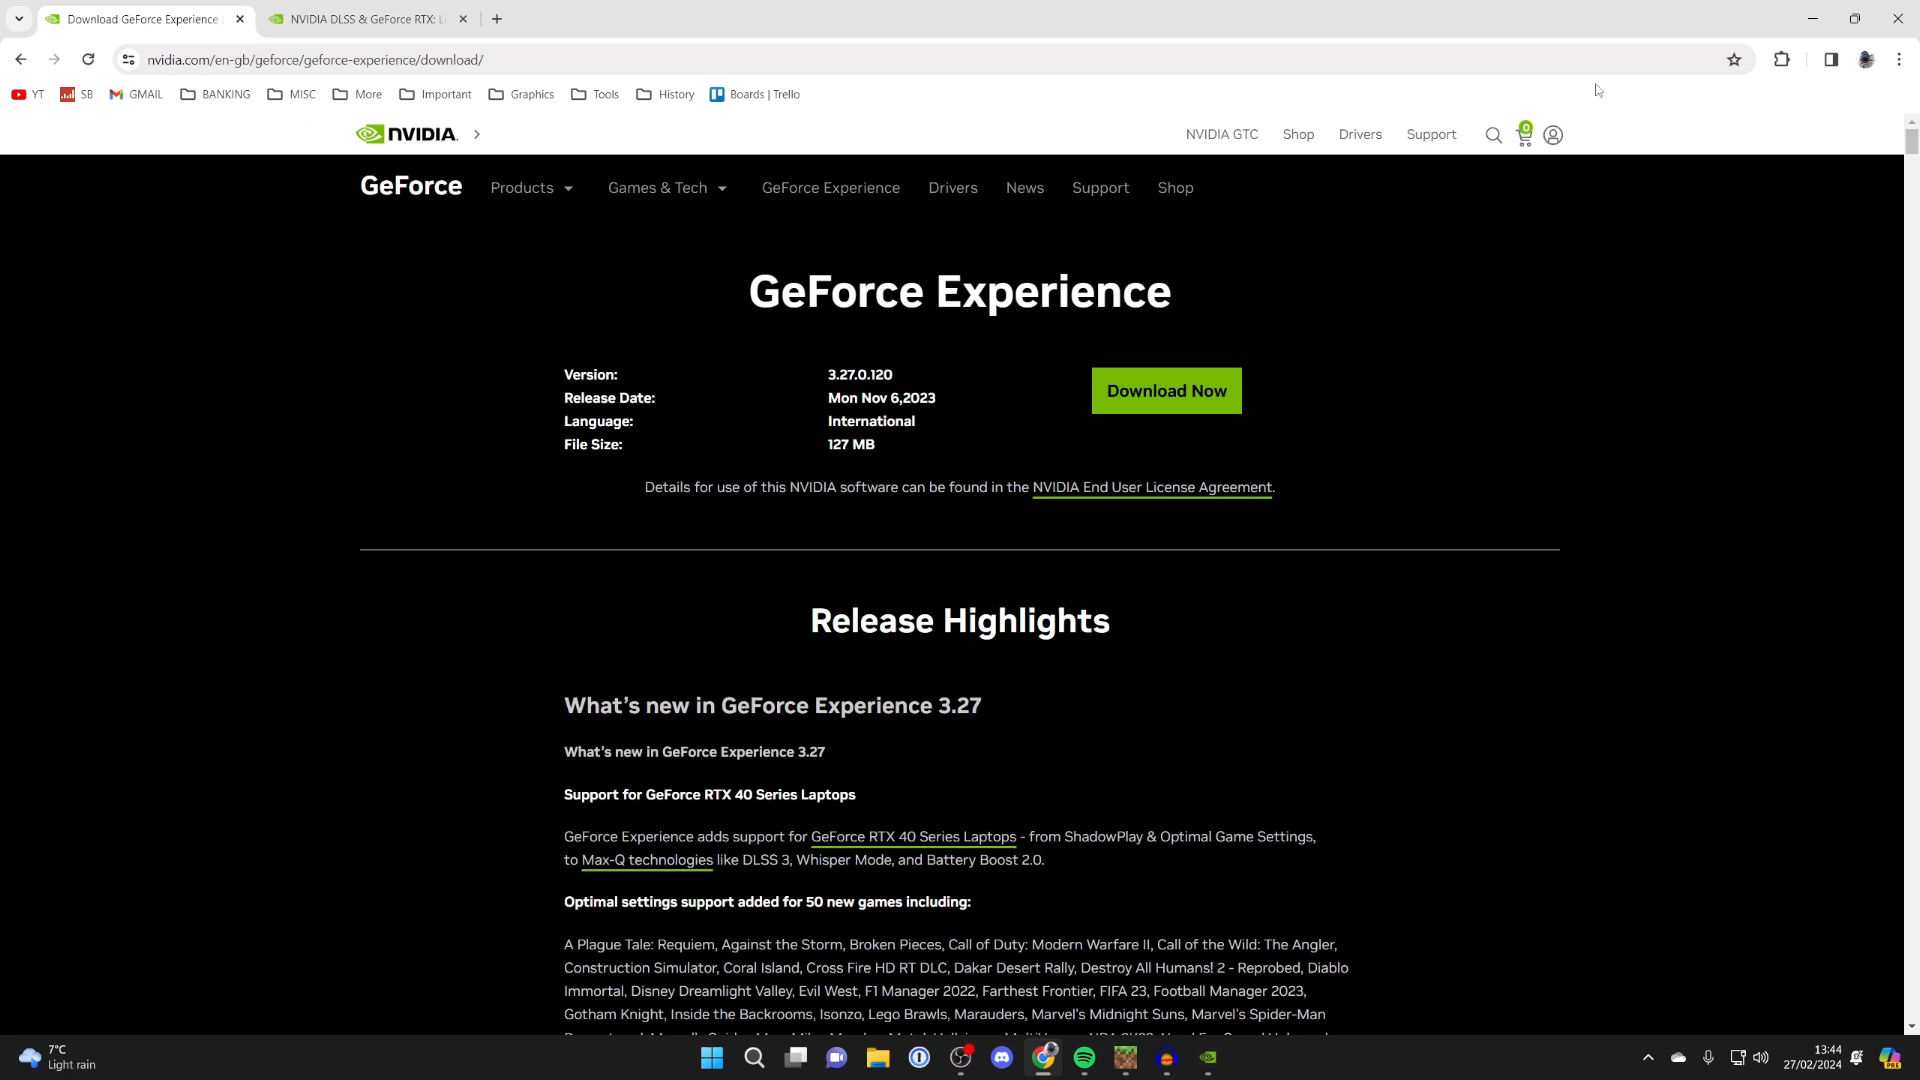 Download GeForce Experience
NVIDIA DLSS & GeForce RTX: Li
nvidia.com/en-gb/geforce/geforce-experience/download/
YT SB GMAIL BANKING MISC More Important Graphics Tools History Boards | Trello
NVIDIA. NVIDIA GTC Shop Drivers Support 0
GeForce Products Games & Tech GeForce Experience Drivers News Support Shop
GeForce Experience
Version: 3.27.0.120
Release Date: Mon Nov 6,2023
Language: International
File Size: 127 MB
Download Now
Details for use of this NVIDIA software can be found in the NVIDIA End User License Agreement.
Release Highlights
What's new in GeForce Experience 3.27
What's new in GeForce Experience 3.27
Support for GeForce RTX 40 Series Laptops
GeForce Experience adds support for GeForce RTX 40 Series Laptops - from ShadowPlay & Optimal Game Settings,
to Max-Q technologies like DLSS 3, Whisper Mode, and Battery Boost 2.0.
Optimal settings support added for 50 new games including:
A Plague Tale: Requiem, Against the Storm, Broken Pieces, Call of Duty: Modern Warfare II, Call of the Wild: The Angler,
Construction Simulator, Coral Island, Cross Fire HD RT DLC, Dakar Desert Rally, Destroy All Humans! 2 - Reprobed, Diablo
Immortal, Disney Dreamlight Valley, Evil West, F1 Manager 2022, Farthest Frontier, FIFA 23, Football Manager 2023,
Gotham Knight, Inside the Backrooms, Isonzo, Lego Brawls, Marauders, Marvel's Midnight Suns, Marvel's Spider-Man
7°C
Light rain
13:44
27/02/2024
PRE